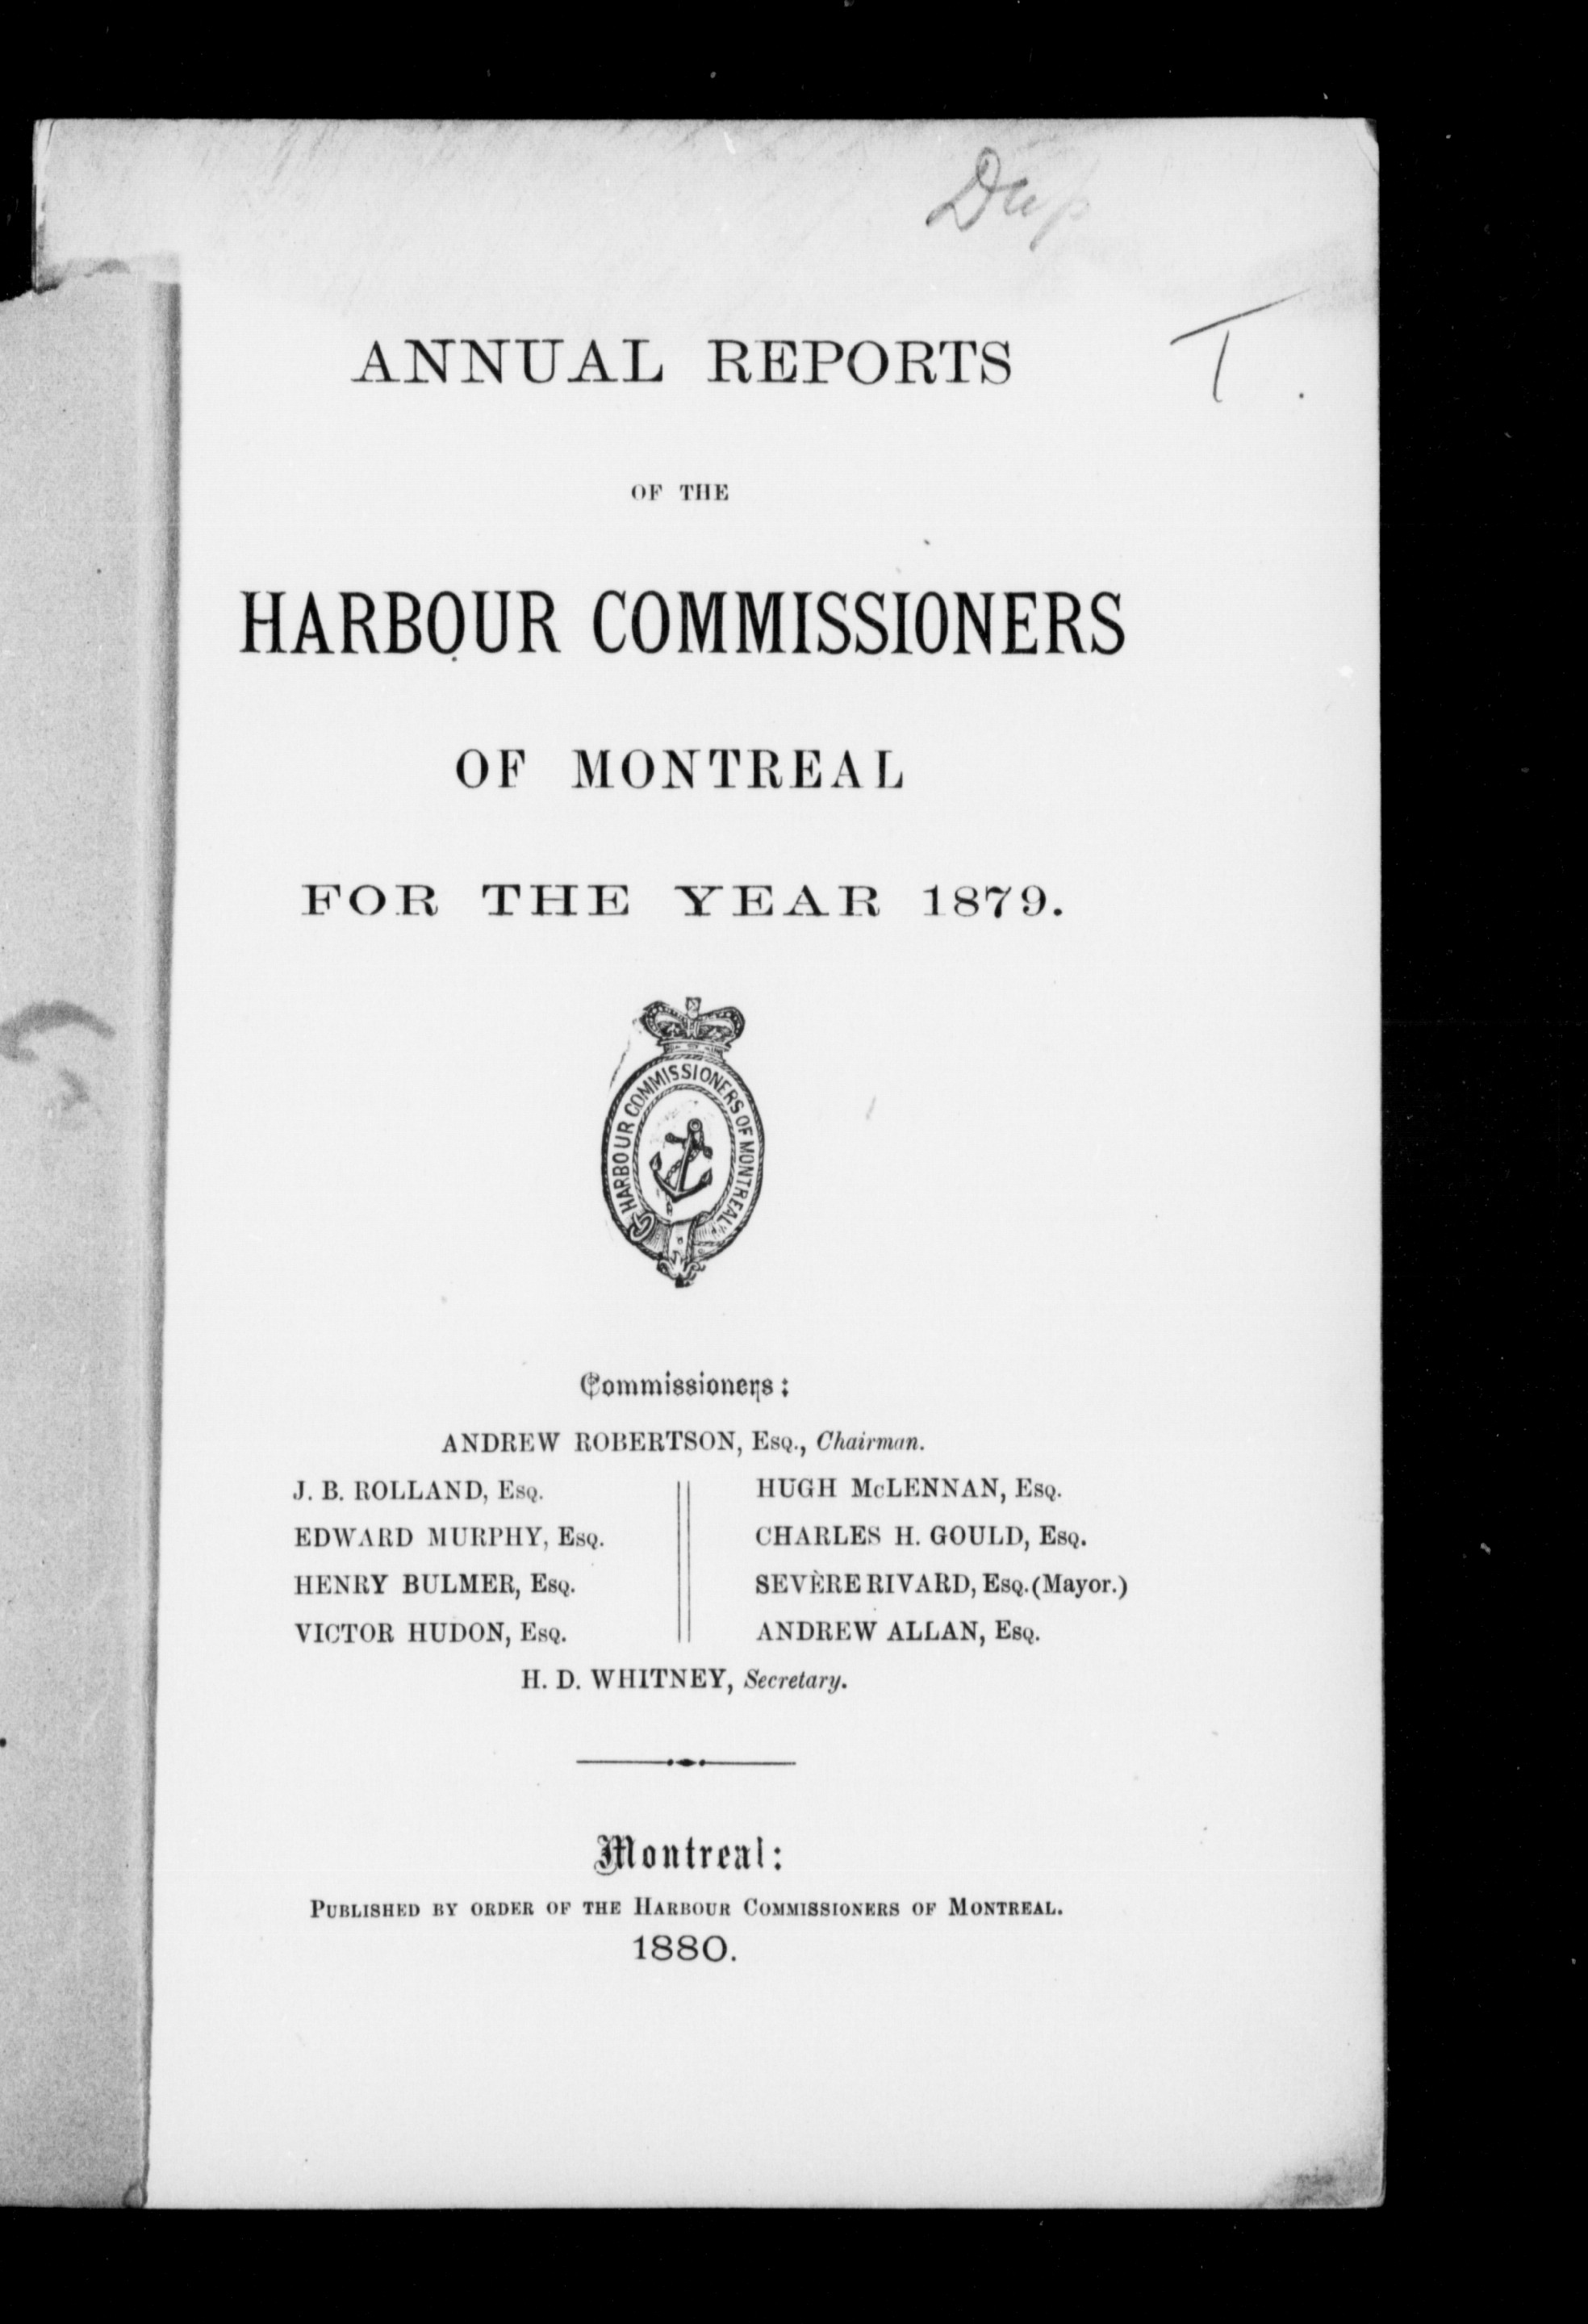 Dup
T.
ANNUAL REPORTS
OF THE
HARBOUR COMMISSIONERS
OF MONTREAL
FOR THE YEAR 1879.
HARBOUR COMMISSIONERS OF MONTREAL
Commissioners:
ANDREW ROBERTSON, Esq., Chairman.
J. B. ROLLAND, Esq.
EDWARD MURPHY, Esq.
HENRY BULMER, Esq.
VICTOR HUDON, Esq.
HUGH McLENNAN, Esq.
CHARLES H. GOULD, Esq.
SEVÈRE RIVARD, Esq. (Mayor.)
ANDREW ALLAN, Esq.
H. D. WHITNEY, Secretary.
Montreal:
Published by order of the Harbour Commissioners of Montreal.
1880.